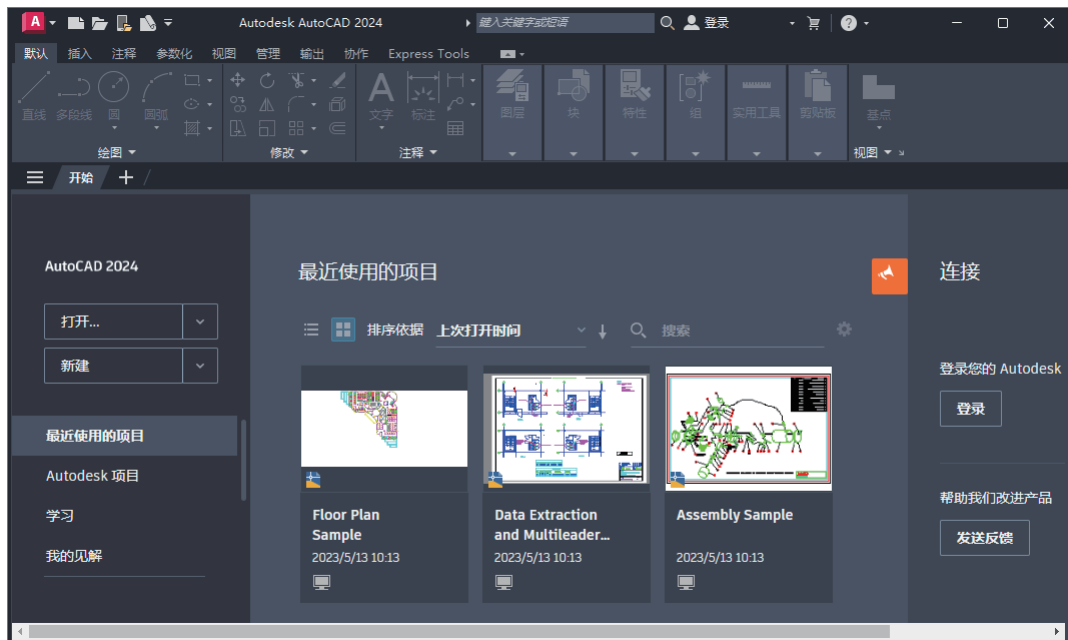 A Autodesk AutoCAD 2024 键入关键字或短语 登录 ?
默认 插入 注释 参数化 视图 管理 输出 协作 Express Tools
直线 多段线 圆 圆弧 A 文字 标注 图层 块 特性 组 实用工具 剪贴板 基点
绘图 修改 注释 视图
开始
AutoCAD 2024
打开...
新建
最近使用的项目
Autodesk 项目
学习
我的见解
最近使用的项目
排序依据 上次打开时间 搜索
Floor Plan
Sample
2023/5/13 10:13
Data Extraction
and Multileader...
2023/5/13 10:13
Assembly Sample
2023/5/13 10:13
连接
登录您的 Autodesk
登录
帮助我们改进产品
发送反馈